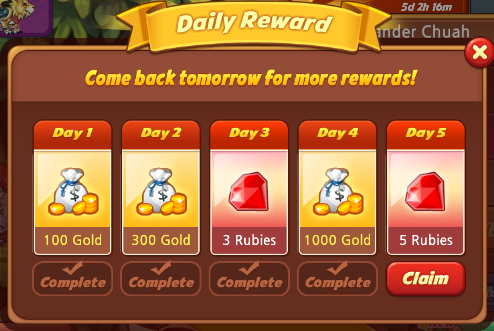 5d 2h 16m
Daily Reward
ander Chuah
Come back tomorrow for more rewards!
Day 1 Day 2 Day 3 Day 4 Day 5
$ $ $
100 Gold 300 Gold 3 Rubies 1000 Gold 5 Rubies
Complete Complete Complete Complete Claim